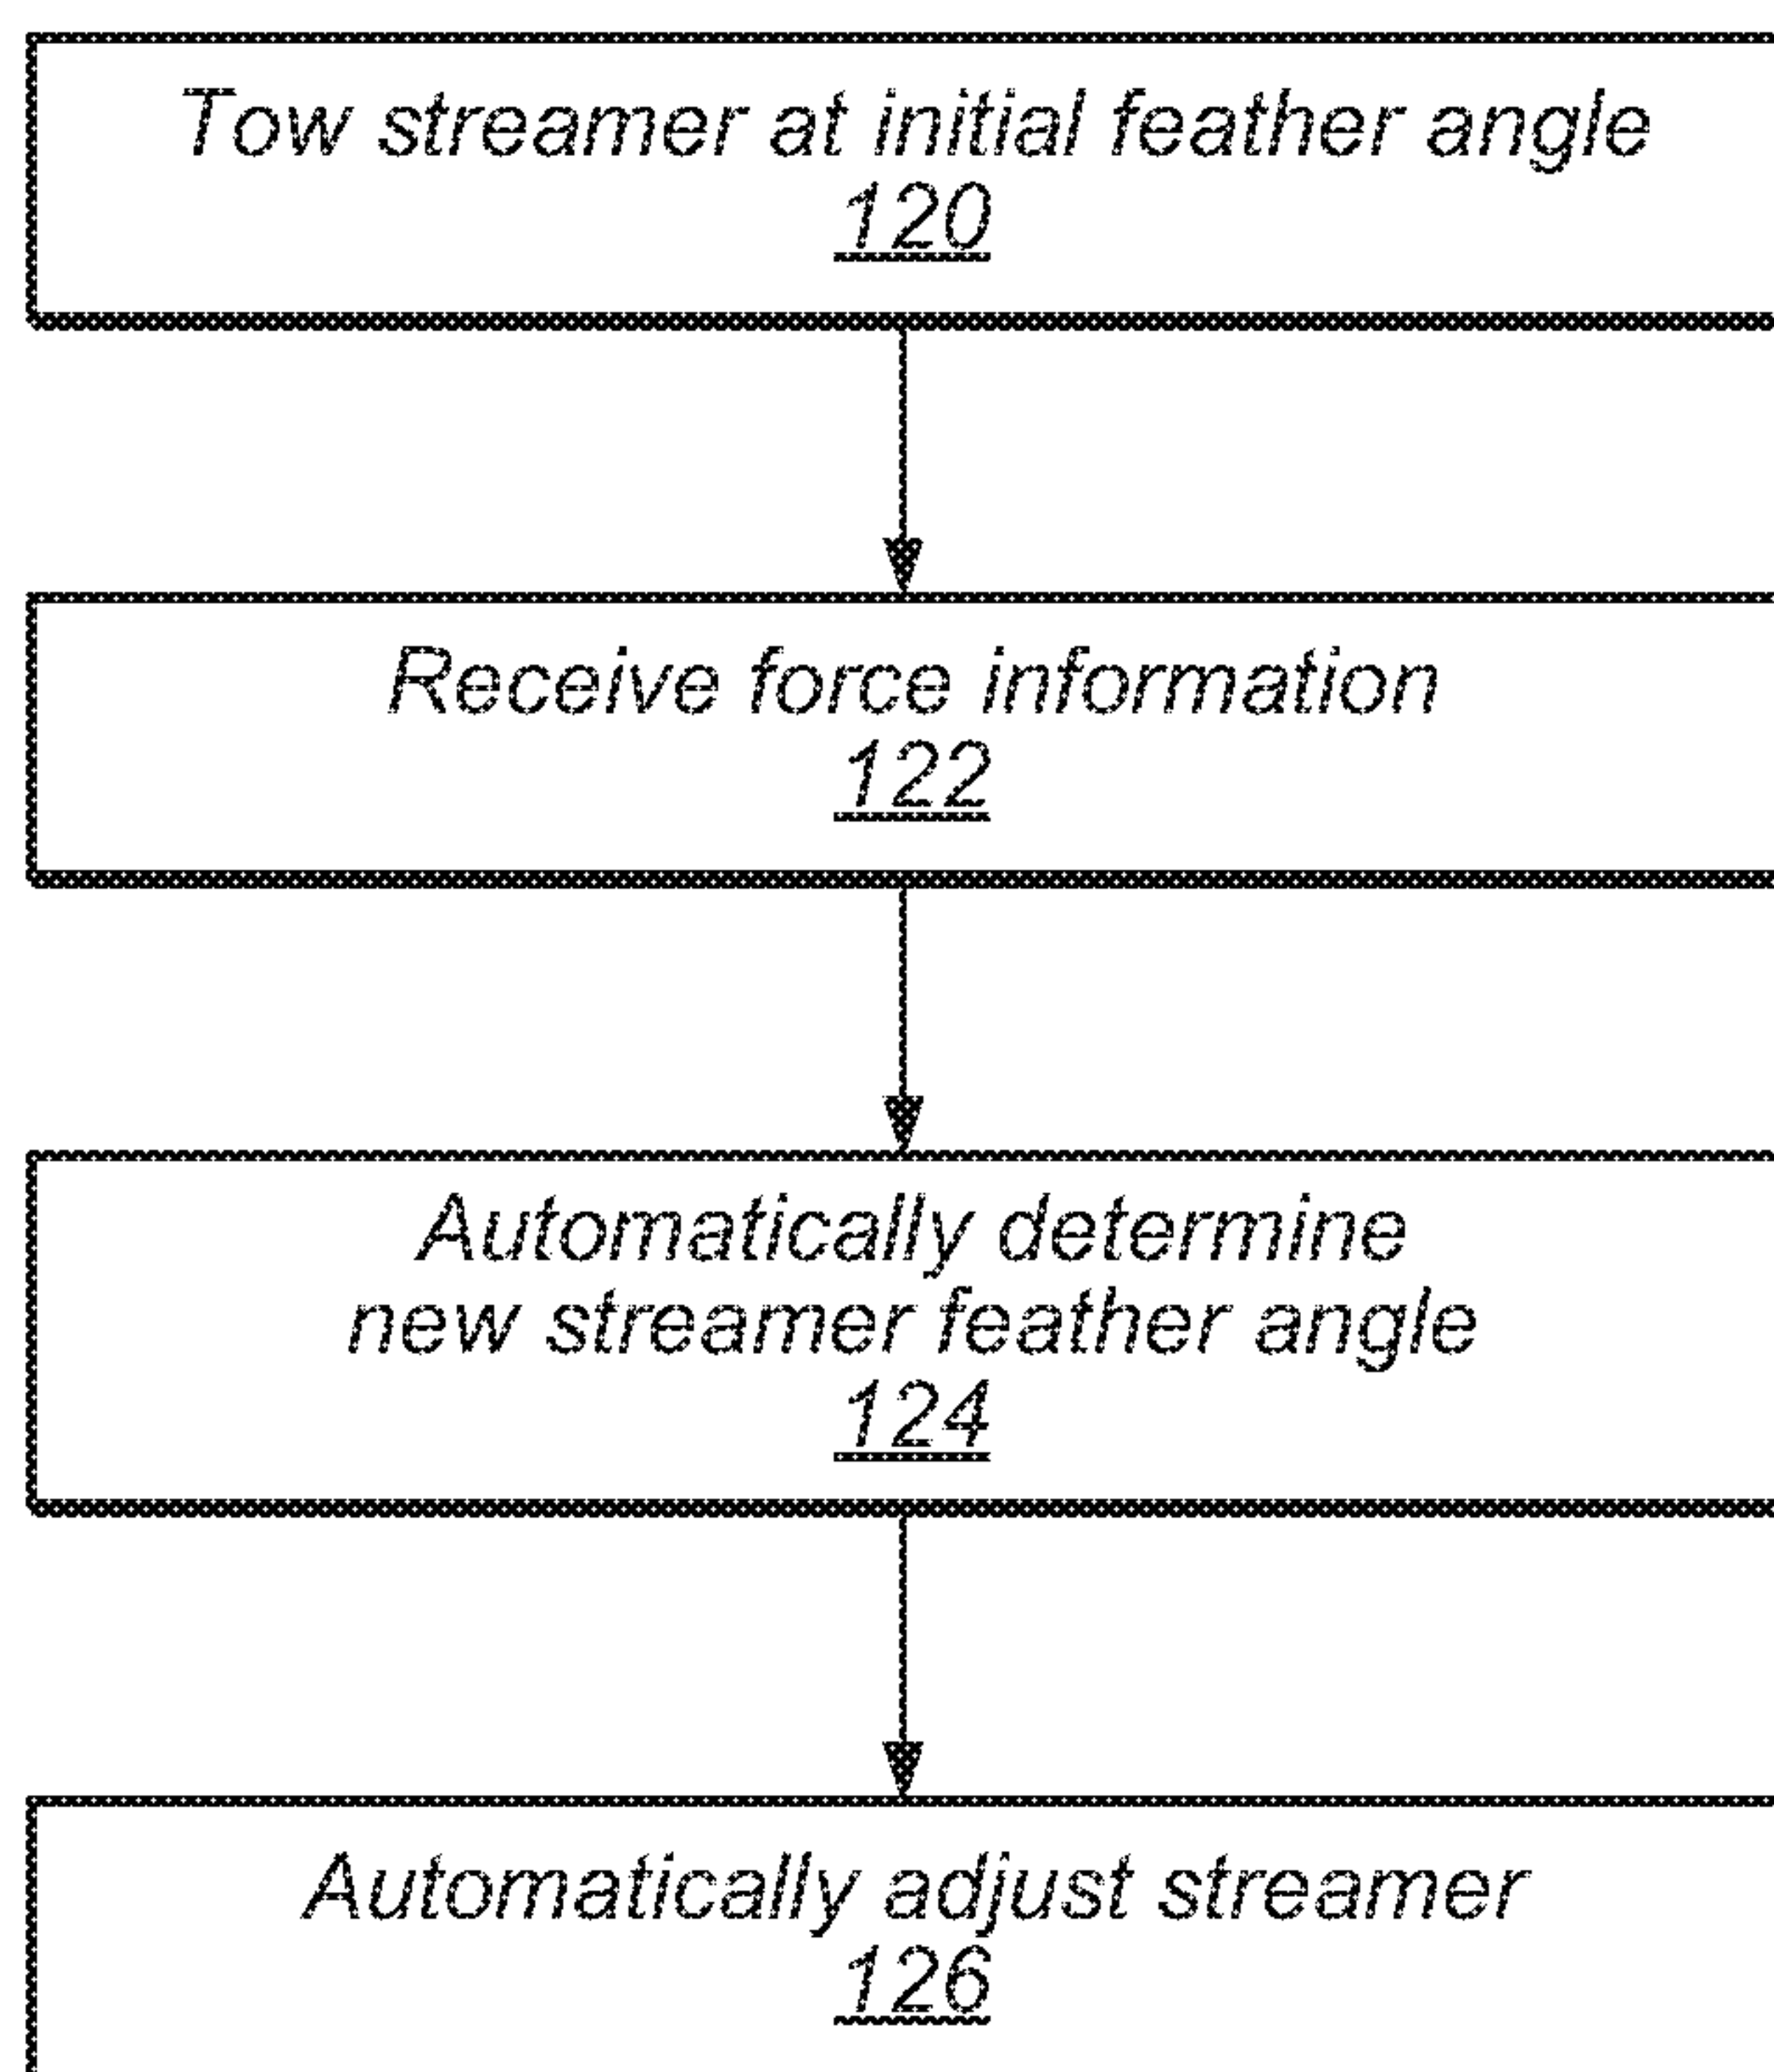 Tow streamer at initial feather angle
120
Receive force information
122
Automatically determine
new streamer feather angle
124
Automatically adjust streamer
126